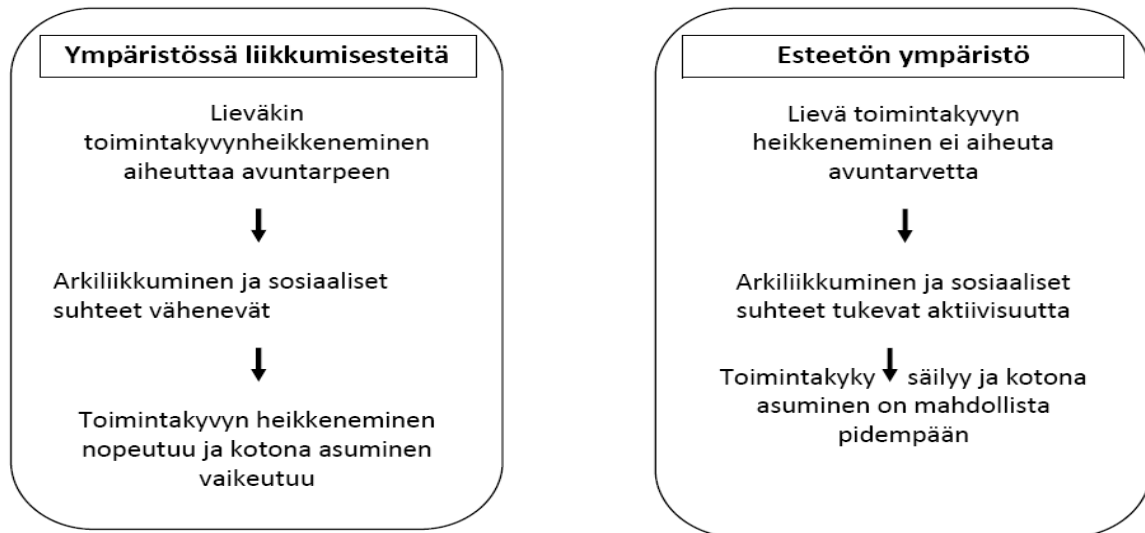 Ympäristössä liikkumisesteitä
Lieväkin
toimintakyvynheikkeneminen
aiheuttaa avuntarpeen
Arkiliikkuminen ja sosiaaliset
suhteet vähenevät
Toimintakyvyn heikkeneminen
nopeutuu ja kotona asuminen
vaikeutuu
Esteetön ympäristö
Lievä toimintakyvyn
heikkeneminen ei aiheuta
avuntarvetta
Arkiliikkuminen ja sosiaaliset
suhteet tukevat aktiivisuutta
Toimintakyky säilyy ja kotona
asuminen on mahdollista
pidempään